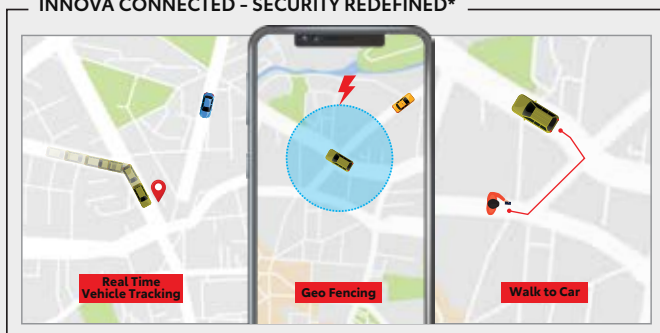 INNOVA CONNECTED – SECURITY REDEFINED*
Real Time
Vehicle Tracking
Geo Fencing
Walk to Car